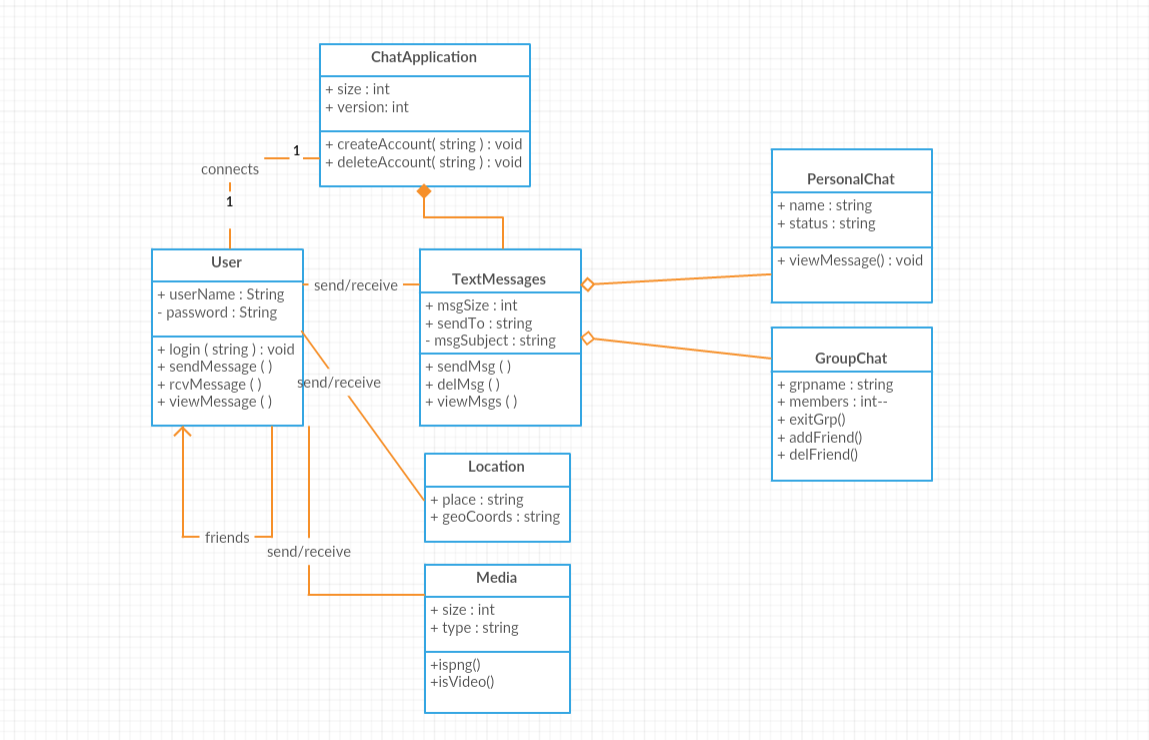 ChatApplication
+ size : int
+ version: int
+ createAccount( string ) : void
+ deleteAccount( string ) : void
1
connects
1
User
+ userName : String
- password : String
+ login ( string ) : void
+ sendMessage ( )
+ rcvMessage ( )
+ viewMessage ( )
send/receive
TextMessages
+ msgSize : int
+ sendTo : string
- msgSubject : string
+ sendMsg ( )
+ delMsg ( )
+ viewMsgs ( )
PersonalChat
+ name : string
+ status : string
+ viewMessage() : void
GroupChat
+ grpname : string
+ members : int--
+ exitGrp()
+ addFriend()
+ delFriend()
send/receive
Location
+ place : string
+ geoCoords : string
friends
send/receive
Media
+ size : int
+ type : string
+ispng()
+isVideo()